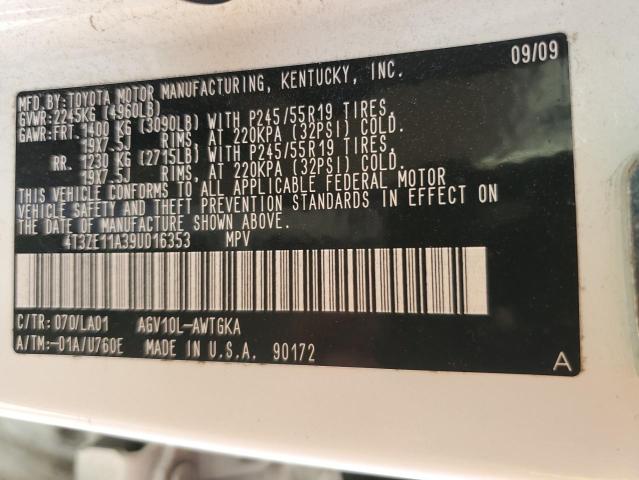 MFD.BY:TOYOTA MOTOR MANUFACTURING, KENTUCKY, INC. 09/09
GVWR:2245KG (4960LB)
GAWR:FRT. 1400 KG (3090LB) WITH P245/55R19 TIRES,
19X7.5J RIMS, AT 220KPA (32PSI) COLD.
RR. 1230 KG (2715LB) WITH P245/55R19 TIRES,
19X7.5J RIMS, AT 220KPA (32PSI) COLD.
THIS VEHICLE CONFORMS TO ALL APPLICABLE FEDERAL MOTOR
VEHICLE SAFETY AND THEFT PREVENTION STANDARDS IN EFFECT ON
THE DATE OF MANUFACTURE SHOWN ABOVE.
4T3ZE11A39U016353 MPV
C/TR: 070/LA01 AGV10L-AWTGKA
A/TM:-01A/U760E MADE IN U.S.A. 90172 A